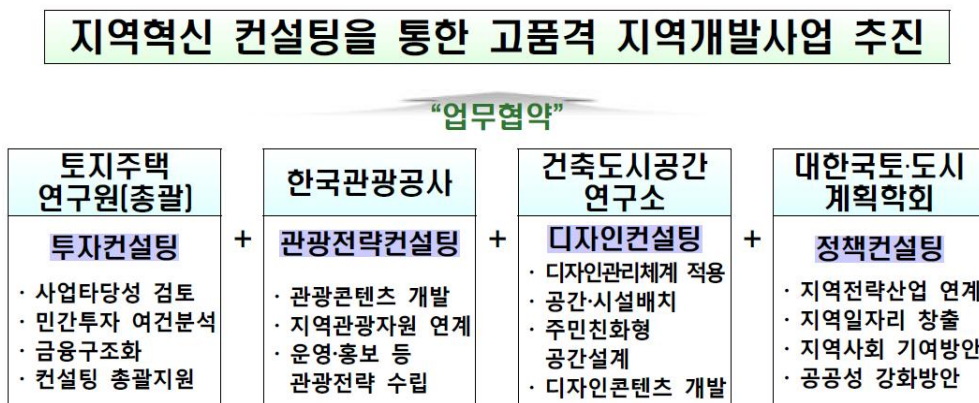 지역혁신 컨설팅을 통한 고품격 지역개발사업 추진
“업무협약”
토지주택
연구원(총괄)
투자컨설팅
· 사업타당성 검토
· 민간투자 여건분석
· 금융구조화
· 컨설팅 총괄지원
+
한국관광공사
관광전략컨설팅
· 관광콘텐츠 개발
· 지역관광자원 연계
· 운영·홍보 등
관광전략 수립
+
건축도시공간
연구소
디자인컨설팅
· 디자인관리체계 적용
· 공간·시설배치
· 주민친화형
공간설계
· 디자인콘텐츠 개발
+
대한국토·도시
계획학회
정책컨설팅
· 지역전략산업 연계
· 지역일자리 창출
· 지역사회 기여방안
· 공공성 강화방안